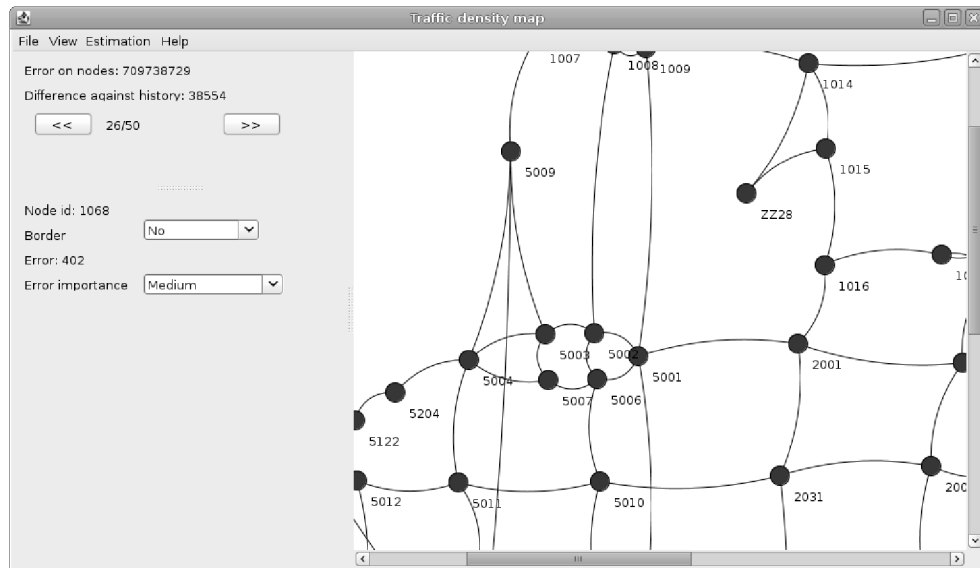 Traffic density map
File View Estimation Help
Error on nodes: 709738729
Difference against history: 38554
<< 26/50 >>
Node id: 1068
Border No
Error: 402
Error importance Medium
1007
1008
1009
1014
5009
1015
ZZ28
1016
5003
5002
5004
5001
2001
5007
5006
5204
5122
5012
5011
5010
2031